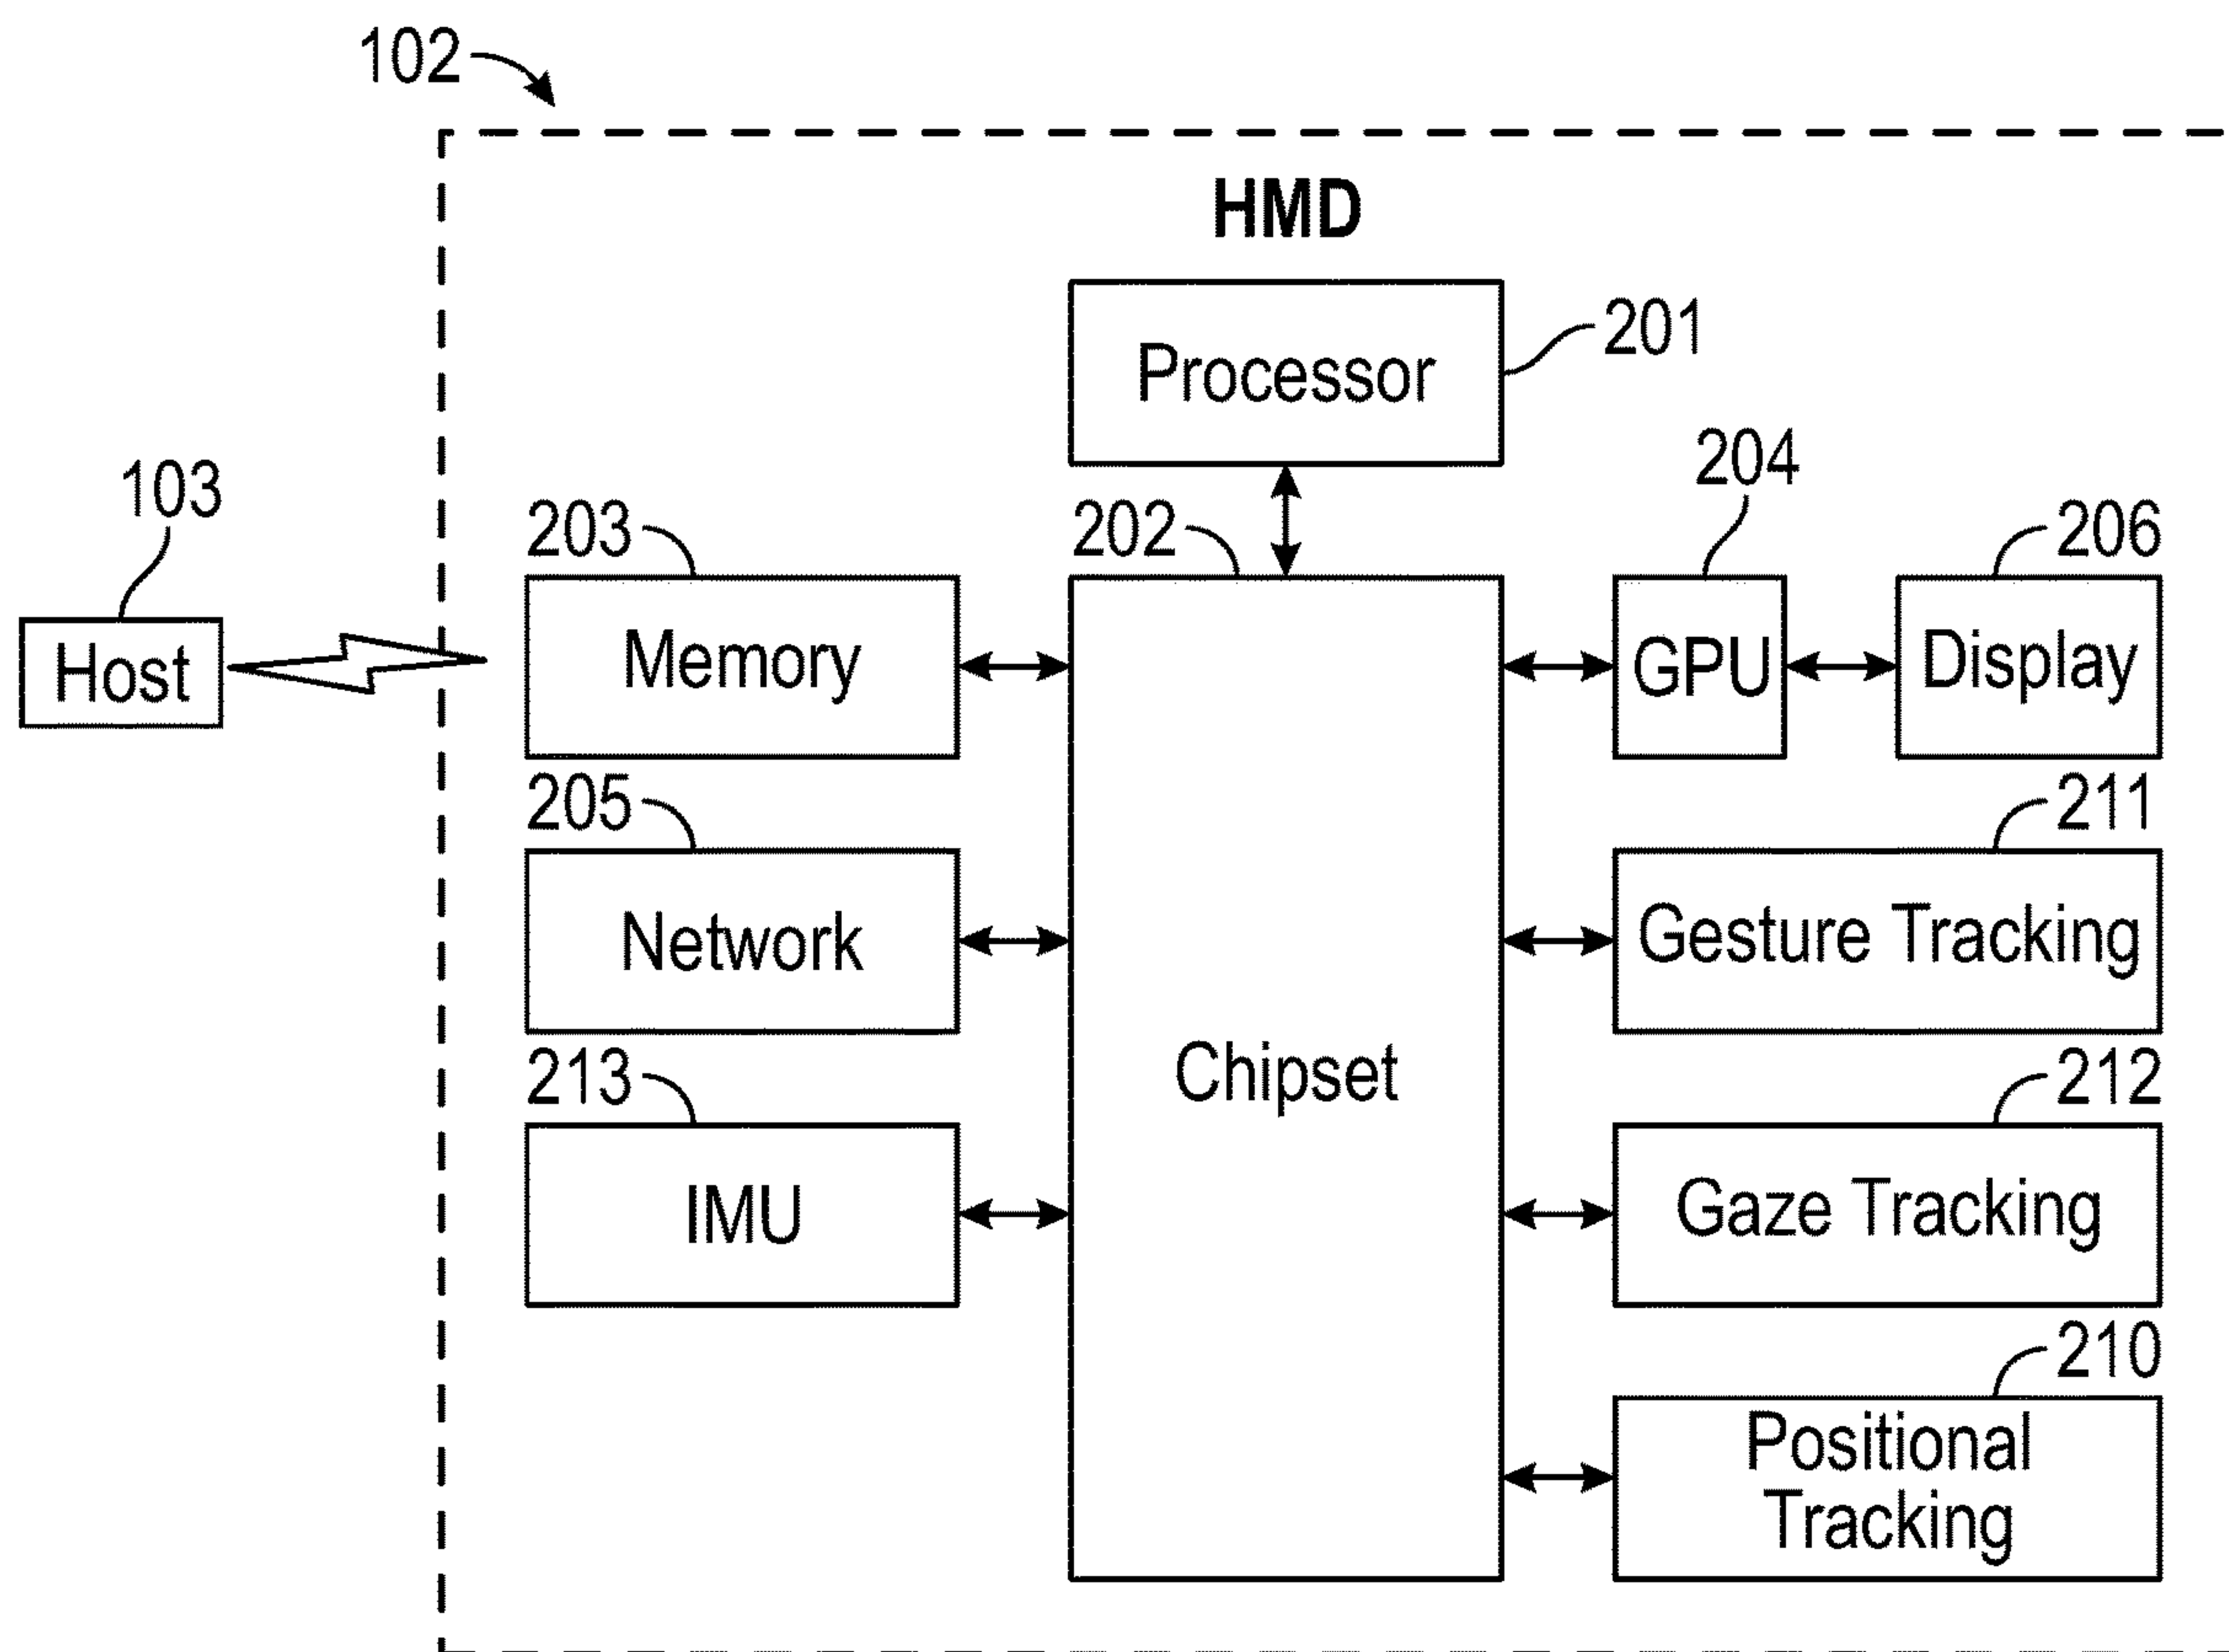 102
HMD
Processor
201
103
203
202
204
206
Host
Memory
GPU
Display
205
211
Network
Gesture Tracking
Chipset
213
212
IMU
Gaze Tracking
210
Positional
Tracking